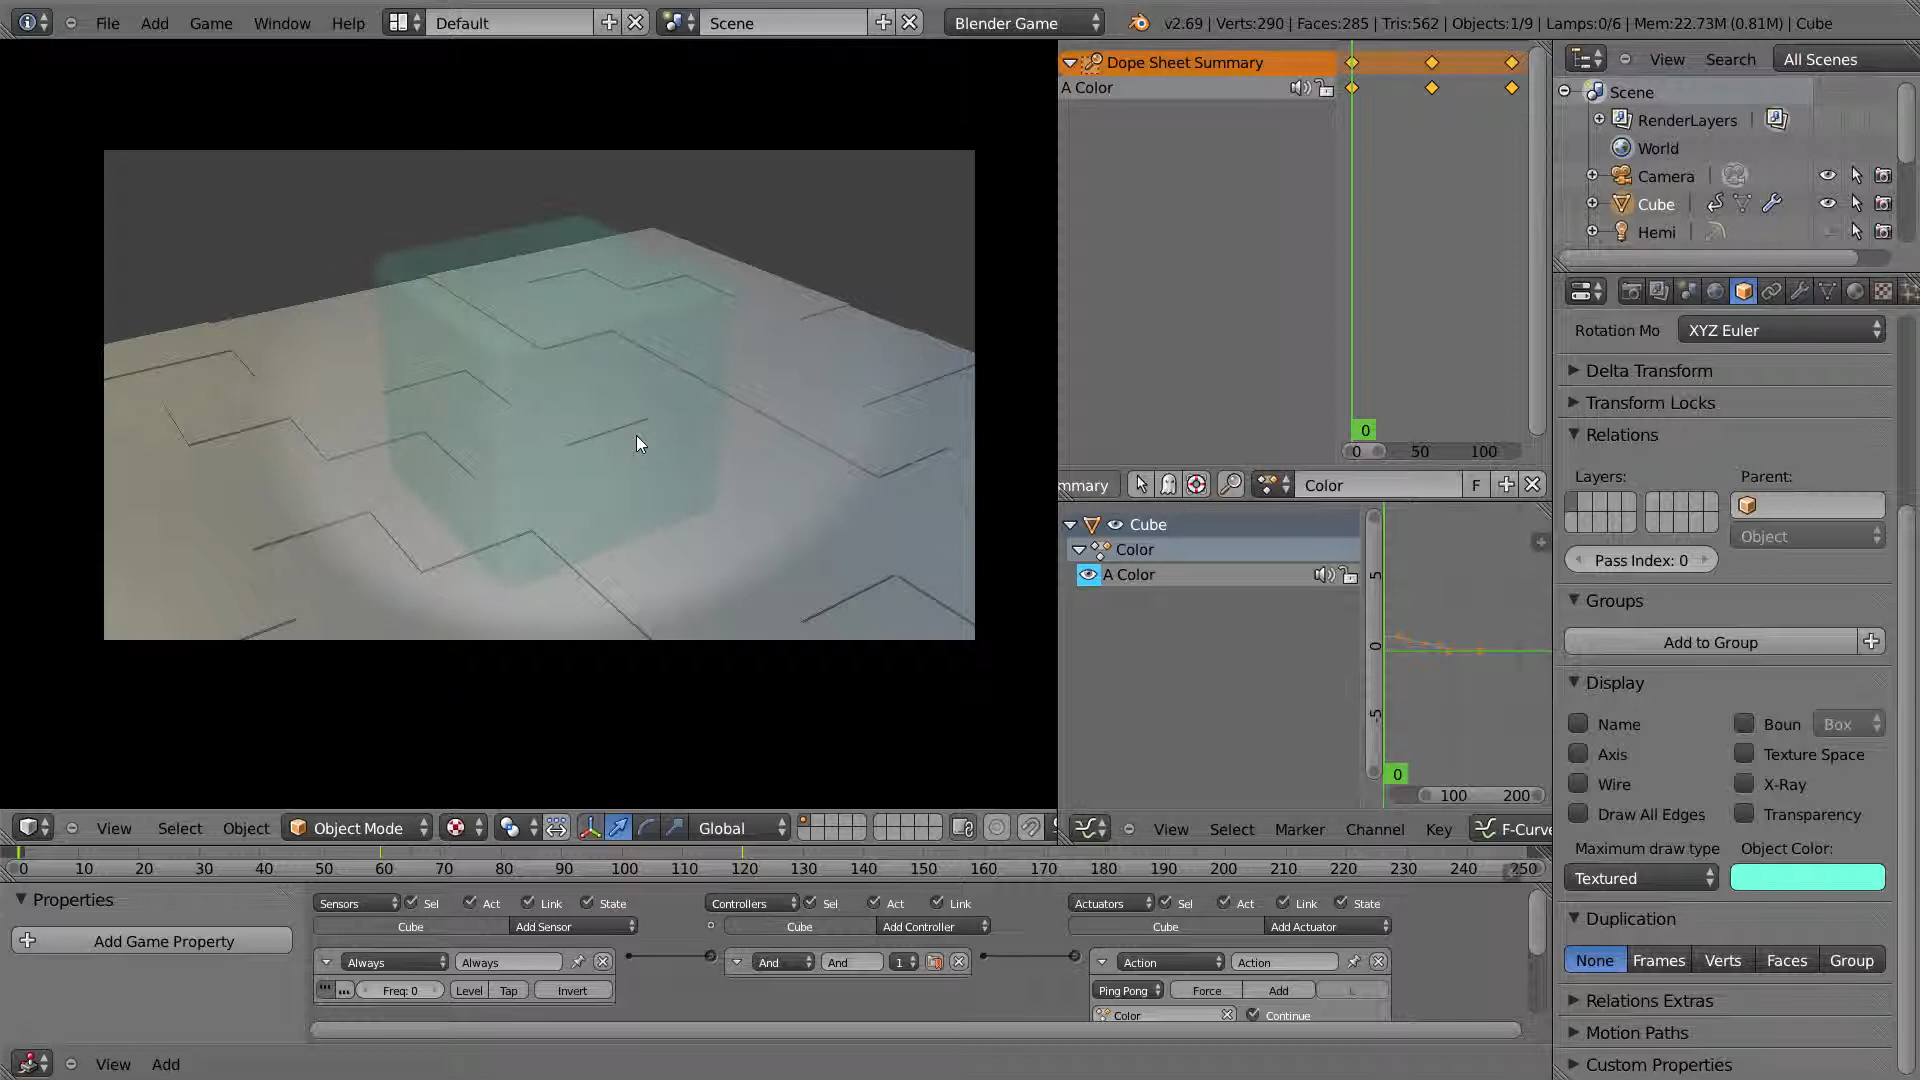 File Add Game Window Help Default Scene Blender Game v2.69 | Verts:290 | Faces:285 | Tris:562 | Objects:1/9 | Lamps:0/6 | Mem:22.73M (0.81M) | Cube
Dope Sheet Summary
A Color
0
0 50 100
mmary Color F
Cube
Color
A Color
5
0
-5
0
100 200
View Select Marker Channel Key F-Curve
View Search All Scenes
Scene
RenderLayers
World
Camera
Cube
Hemi
Rotation Mo XYZ Euler
Delta Transform
Transform Locks
Relations
Layers: Parent:
Object
Pass Index: 0
Groups
Add to Group
Display
Name Boun Box
Axis Texture Space
Wire X-Ray
Draw All Edges Transparency
Maximum draw type Object Color:
Textured
Duplication
None Frames Verts Faces Group
Relations Extras
Motion Paths
Custom Properties
View Select Object Object Mode Global
0 10 20 30 40 50 60 70 80 90 100 110 120 130 140 150 160 170 180 190 200 210 220 230 240 250
Properties
Add Game Property
Sensors Sel Act Link State
Cube Add Sensor
Always Always
Freq: 0 Level Tap Invert
Controllers Sel Act Link
Cube Add Controller
And And 1
Actuators Sel Act Link State
Cube Add Actuator
Action Action
Ping Pong Force Add L
Color Continue
View Add